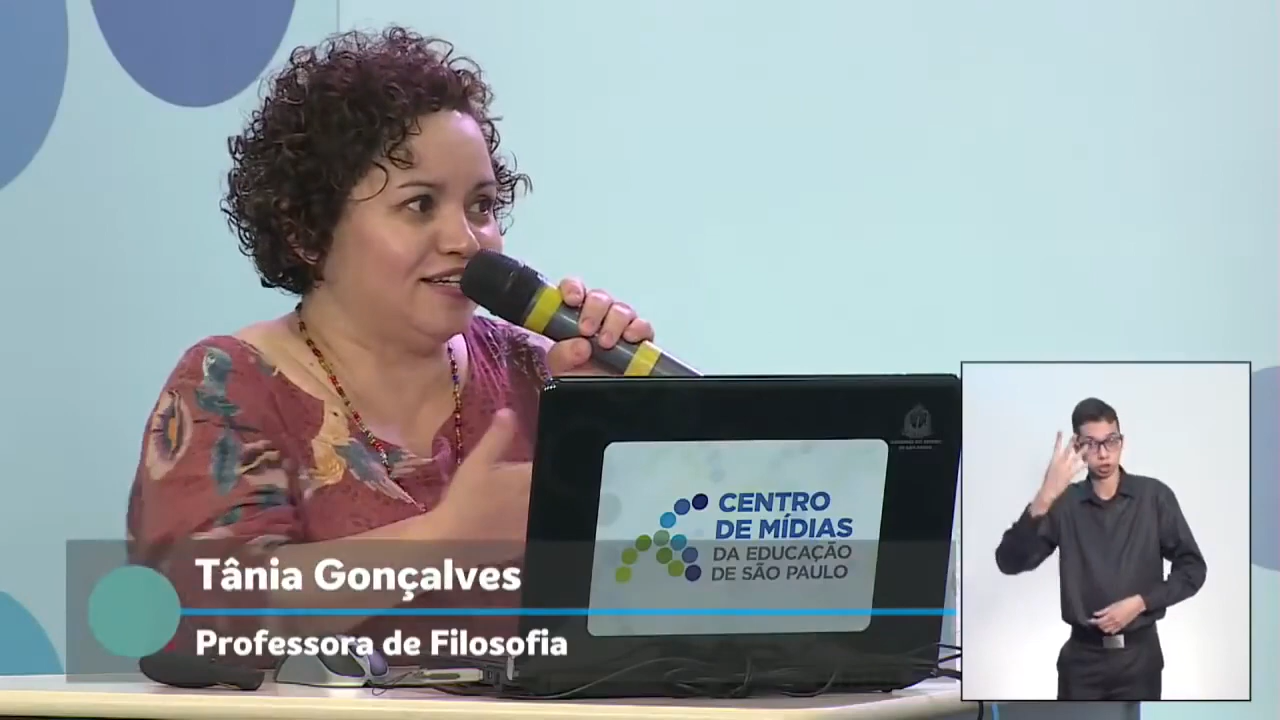 CENTRO
DE MÍDIAS
DA EDUCAÇÃO
DE SÃO PAULO
Tânia Gonçalves
Professora de Filosofia